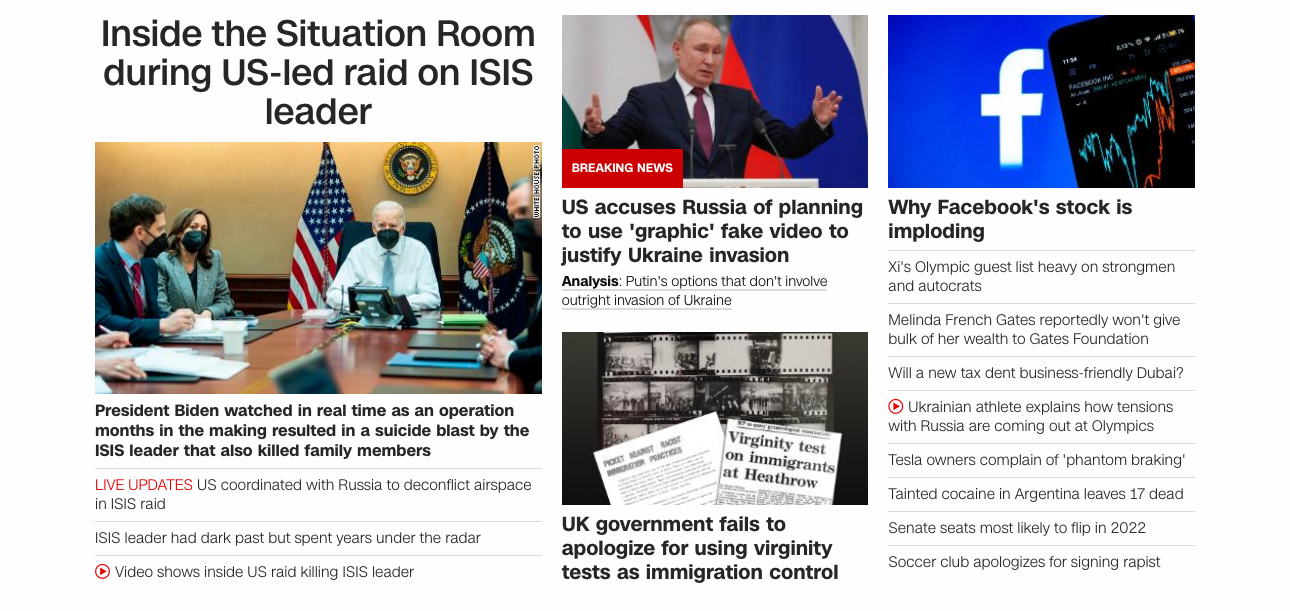 Inside the Situation Room
during US-led raid on ISIS
leader
WHITE HOUSE PHOTO
President Biden watched in real time as an operation
months in the making resulted in a suicide blast by the
ISIS leader that also killed family members
LIVE UPDATES US coordinated with Russia to deconflict airspace
in ISIS raid
ISIS leader had dark past but spent years under the radar
Video shows inside US raid killing ISIS leader
BREAKING NEWS
US accuses Russia of planning
to use 'graphic' fake video to
justify Ukraine invasion
Analysis: Putin's options that don't involve
outright invasion of Ukraine
PICKET AGAINST RACIST
IMMIGRATION PRACTICES
Virginity test
on immigrants
at Heathrow
UK government fails to
apologize for using virginity
tests as immigration control
11:34
FACEBOOK INC
Why Facebook's stock is
imploding
Xi's Olympic guest list heavy on strongmen
and autocrats
Melinda French Gates reportedly won't give
bulk of her wealth to Gates Foundation
Will a new tax dent business-friendly Dubai?
Ukrainian athlete explains how tensions
with Russia are coming out at Olympics
Tesla owners complain of 'phantom braking'
Tainted cocaine in Argentina leaves 17 dead
Senate seats most likely to flip in 2022
Soccer club apologizes for signing rapist